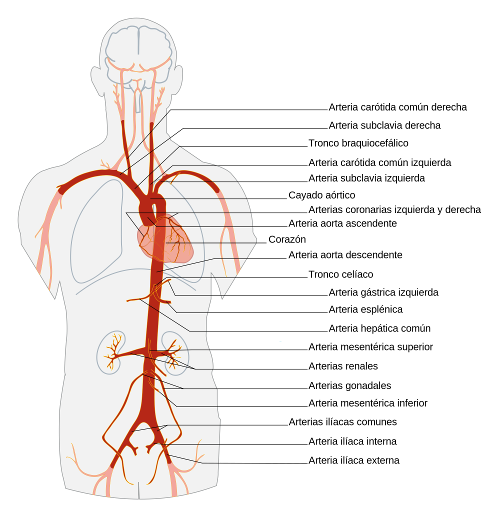 Arteria carótida común derecha
Arteria subclavia derecha
Tronco braquiocefálico
Arteria carótida común izquierda
Arteria subclavia izquierda
Cayado aórtico
Arterias coronarias izquierda y derecha
Arteria aorta ascendente
Corazón
Arteria aorta descendente
Tronco celíaco
Arteria gástrica izquierda
Arteria esplénica
Arteria hepática común
Arteria mesentérica superior
Arterias renales
Arterias gonadales
Arteria mesentérica inferior
Arterias ilíacas comunes
Arteria ilíaca interna
Arteria ilíaca externa